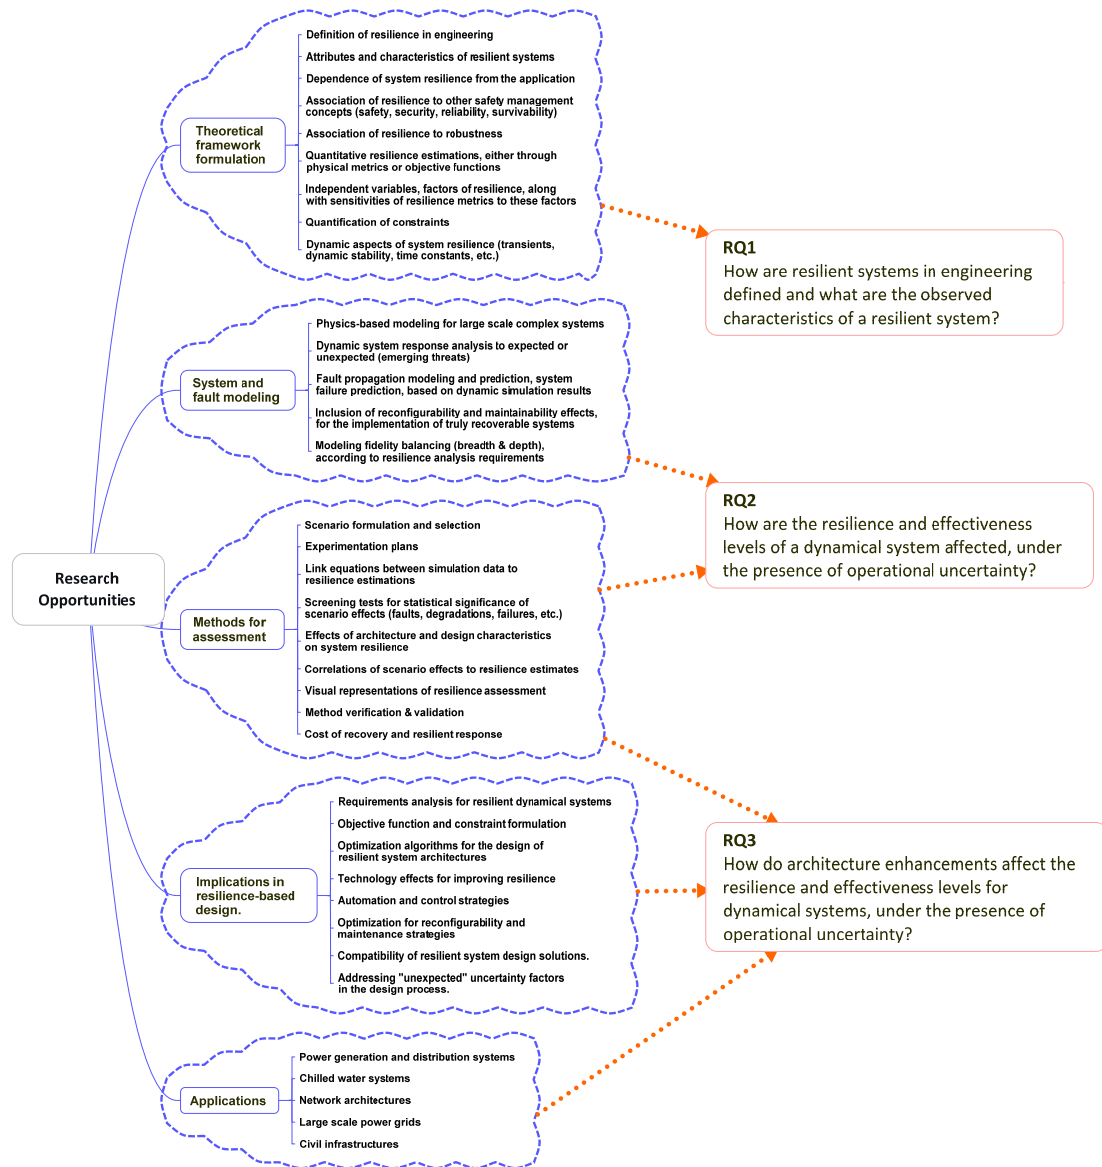 Research
Opportunities
Theoretical
framework
formulation
Definition of resilience in engineering
Attributes and characteristics of resilient systems
Dependence of system resilience from the application
Association of resilience to other safety management
concepts (safety, security, reliability, survivability)
Association of resilience to robustness
Quantitative resilience estimations, either through
physical metrics or objective functions
Independent variables, factors of resilience, along
with sensitivities of resilience metrics to these factors
Quantification of constraints
Dynamic aspects of system resilience (transients,
dynamic stability, time constants, etc.)
RQ1
How are resilient systems in engineering
defined and what are the observed
characteristics of a resilient system?
System and
fault modeling
Physics-based modeling for large scale complex systems
Dynamic system response analysis to expected or
unexpected (emerging threats)
Fault propagation modeling and prediction, system
failure prediction, based on dynamic simulation results
Inclusion of reconfigurability and maintainability effects,
for the implementation of truly recoverable systems
Modeling fidelity balancing (breadth & depth),
according to resilience analysis requirements
RQ2
How are the resilience and effectiveness
levels of a dynamical system affected, under
the presence of operational uncertainty?
Methods for
assessment
Scenario formulation and selection
Experimentation plans
Link equations between simulation data to
resilience estimations
Screening tests for statistical significance of
scenario effects (faults, degradations, failures, etc.)
Effects of architecture and design characteristics
on system resilience
Correlations of scenario effects to resilience estimates
Visual representations of resilience assessment
Method verification & validation
Cost of recovery and resilient response
Implications in
resilience-based
design.
Requirements analysis for resilient dynamical systems
Objective function and constraint formulation
Optimization algorithms for the design of
resilient system architectures
Technology effects for improving resilience
Automation and control strategies
Optimization for reconfigurability and
maintenance strategies
Compatibility of resilient system design solutions.
Addressing "unexpected" uncertainty factors
in the design process.
RQ3
How do architecture enhancements affect the
resilience and effectiveness levels for
dynamical systems, under the presence of
operational uncertainty?
Applications
Power generation and distribution systems
Chilled water systems
Network architectures
Large scale power grids
Civil infrastructures